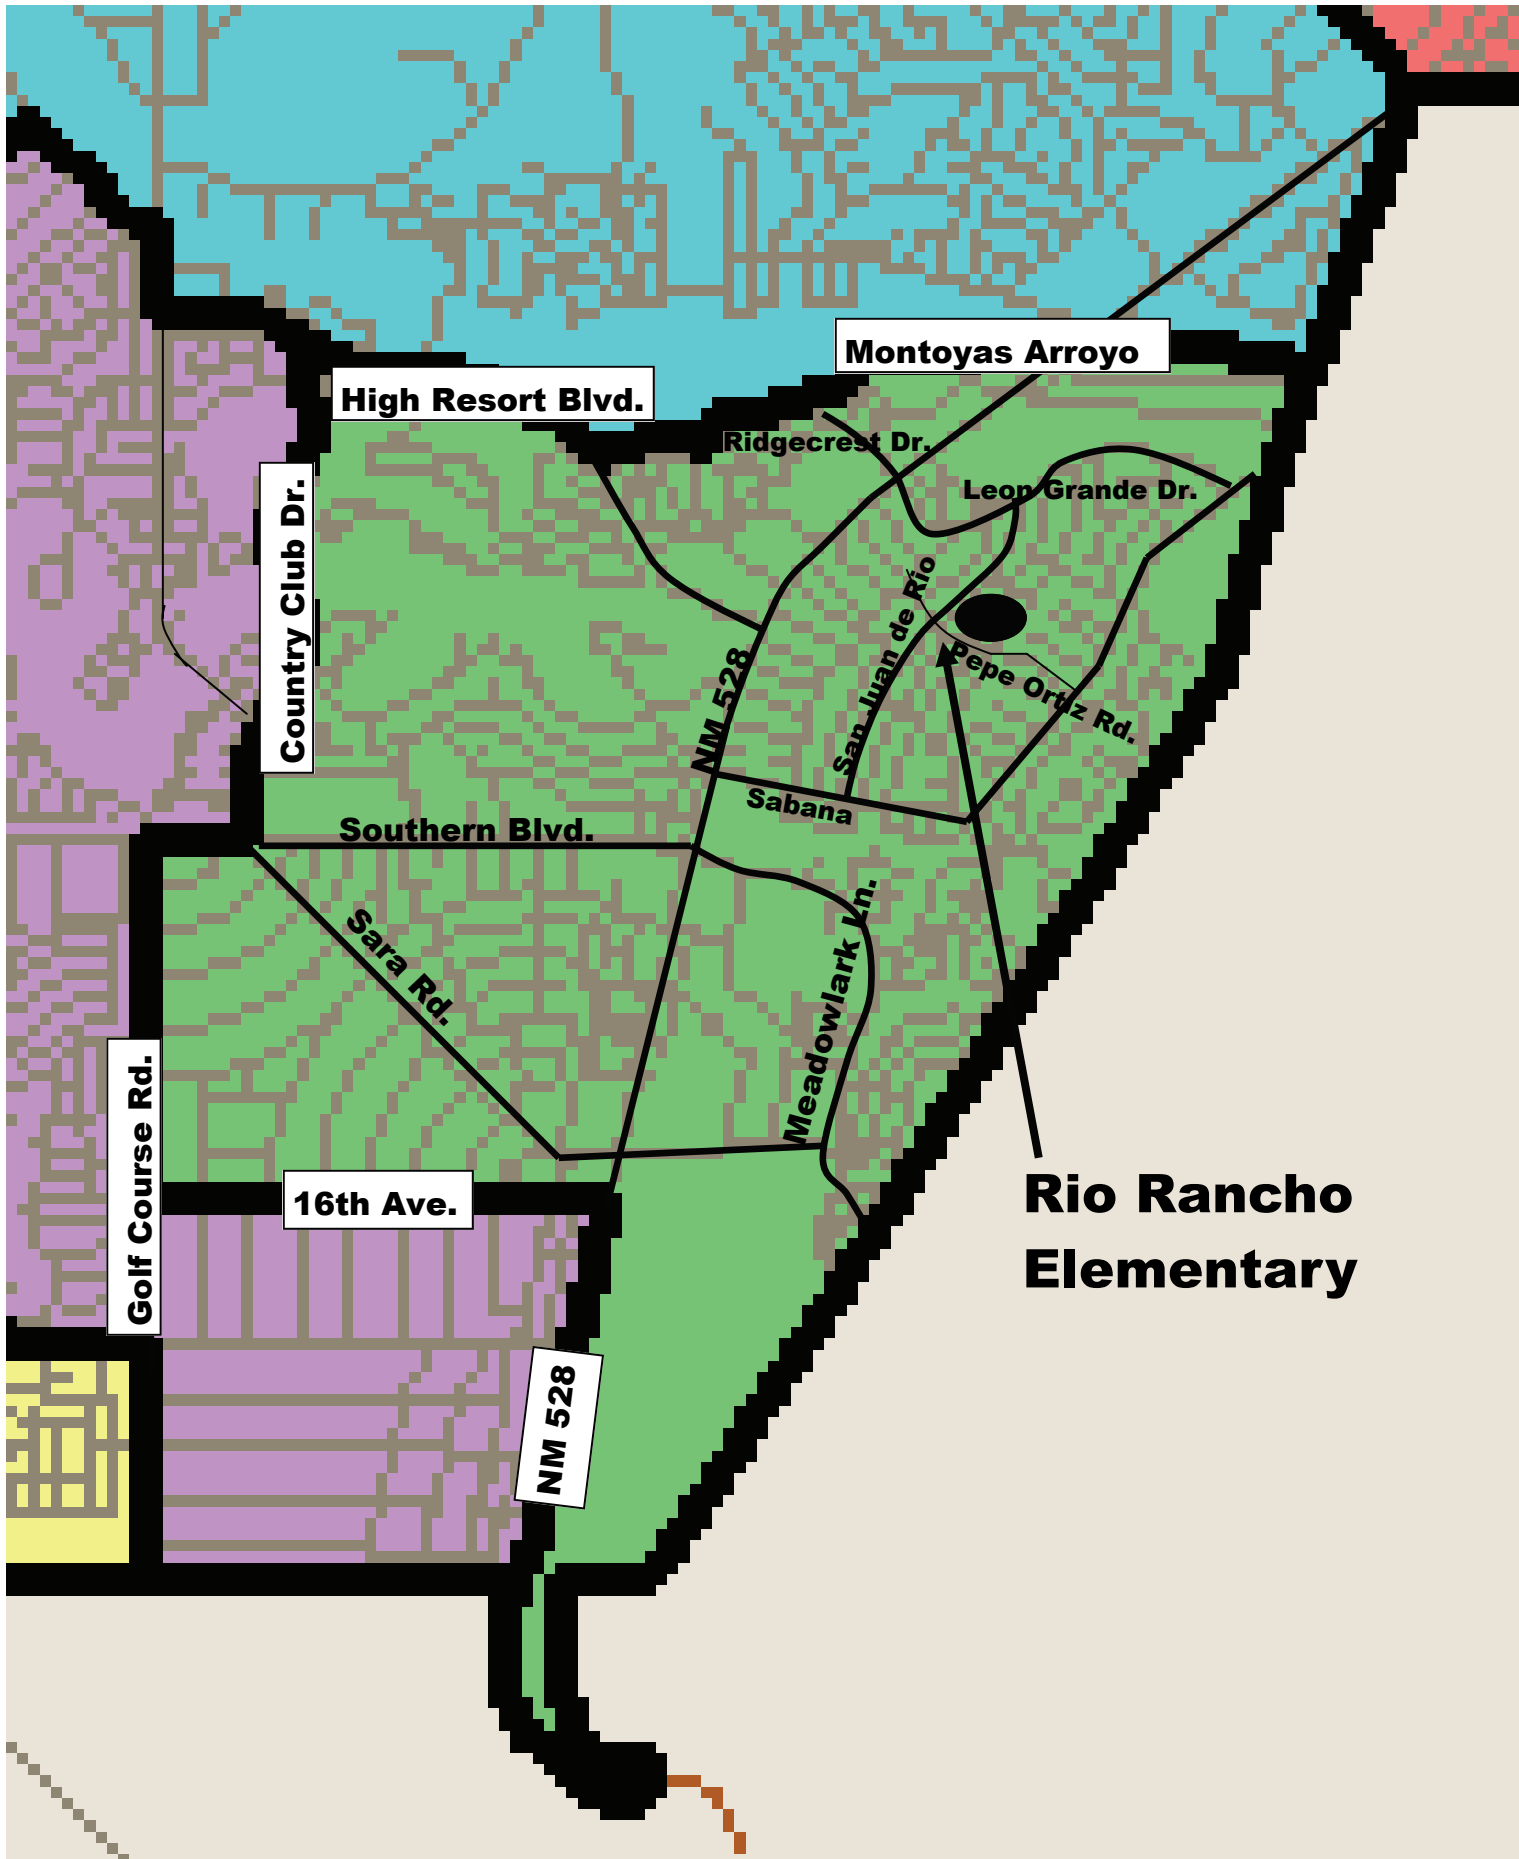 Montoyas Arroyo
High Resort Blvd.
Ridgecrest Dr.
Leon Grande Dr.
Country Club Dr.
San Juan de Rio
Pepe Ortiz Rd.
NM 528
Sabana
Southern Blvd.
Sara Rd.
Meadowlark Ln.
Golf Course Rd.
16th Ave.
Rio Rancho
Elementary
NM 528